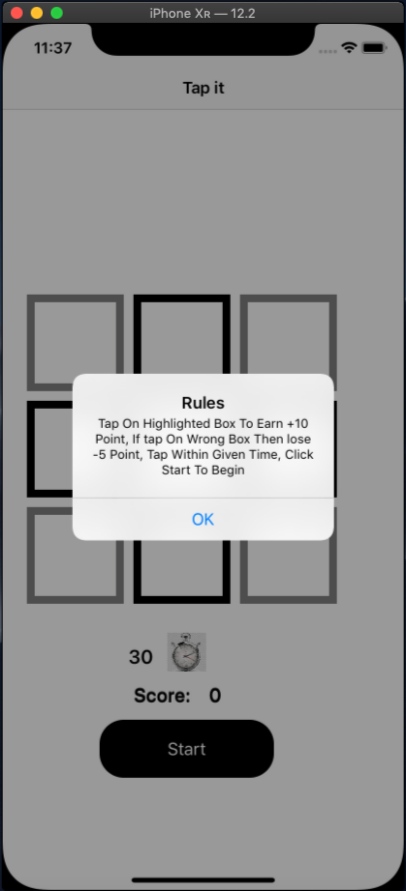 iPhone XR — 12.2
11:37
Tap it
Rules
Tap On Highlighted Box To Earn +10
Point, If tap On Wrong Box Then lose
-5 Point, Tap Within Given Time, Click
Start To Begin
OK
30
Score: 0
Start